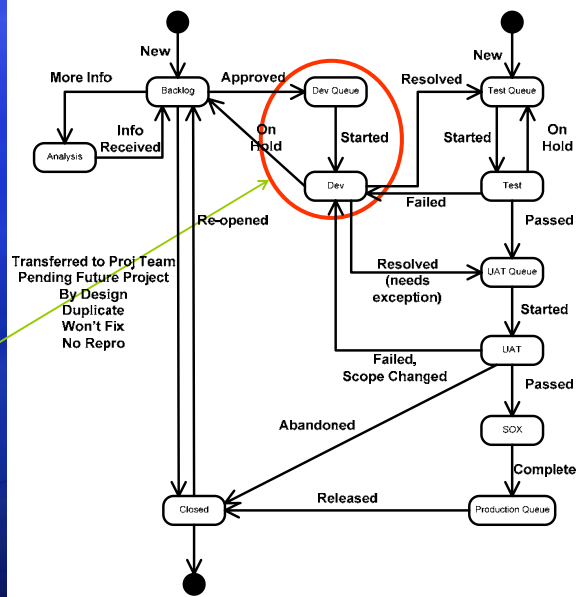 New
New
More Info
Backlog
Approved
Dev Queue
Resolved
Test Queue
Info
Received
Analysis
On
Hold
Started
Started
On
Hold
Dev
Test
Failed
Re-opened
Passed
Transferred to Proj Team
Pending Future Project
By Design
Duplicate
Won't Fix
No Repro
Resolved
(needs
exception)
UAT Queue
Started
UAT
Failed,
Scope Changed
Passed
Abandoned
SOX
Complete
Released
Closed
Production Queue